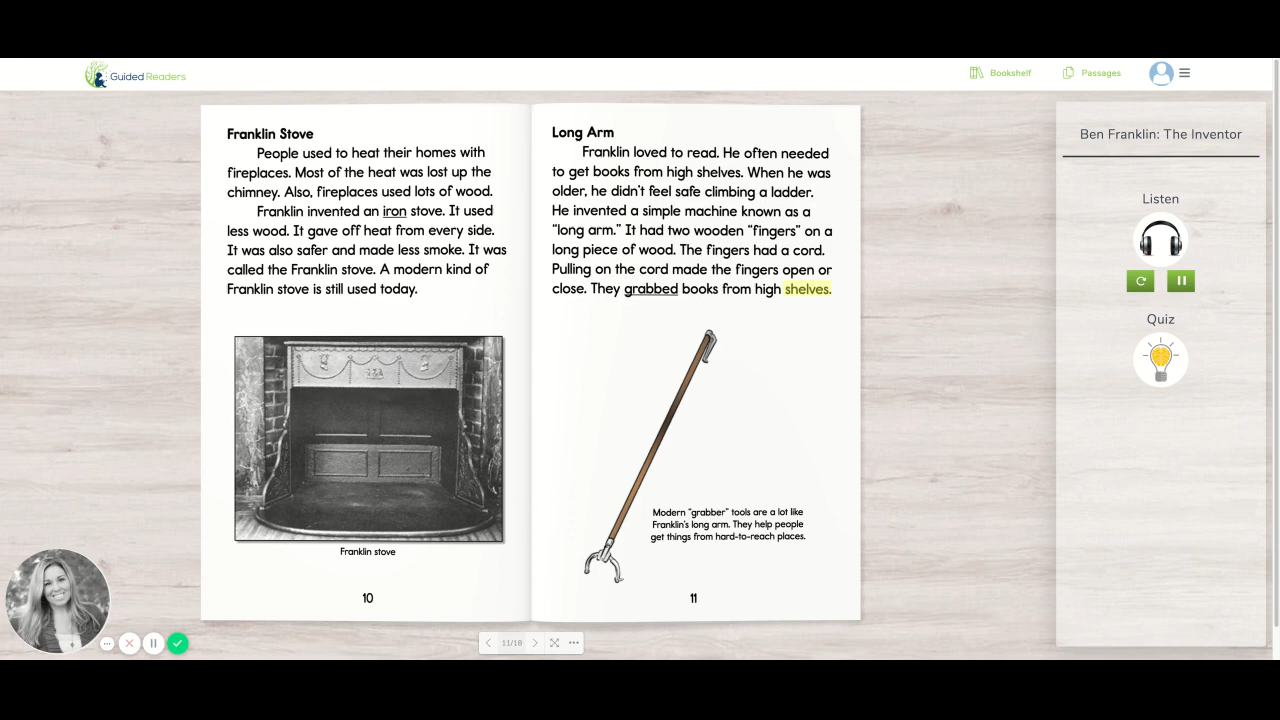 Guided Readers
Bookshelf
Passages
Franklin Stove
People used to heat their homes with
fireplaces. Most of the heat was lost up the
chimney. Also, fireplaces used lots of wood.
Franklin invented an iron stove. It used
less wood. It gave off heat from every side.
It was also safer and made less smoke. It was
called the Franklin stove. A modern kind of
Franklin stove is still used today.
Franklin stove
10
Long Arm
Franklin loved to read. He often needed
to get books from high shelves. When he was
older, he didn't feel safe climbing a ladder.
He invented a simple machine known as a
“long arm.” It had two wooden “fingers” on a
long piece of wood. The fingers had a cord.
Pulling on the cord made the fingers open or
close. They grabbed books from high shelves.
Modern “grabber” tools are a lot like
Franklin's long arm. They help people
get things from hard-to-reach places.
11
Ben Franklin: The Inventor
Listen
Quiz
11/18